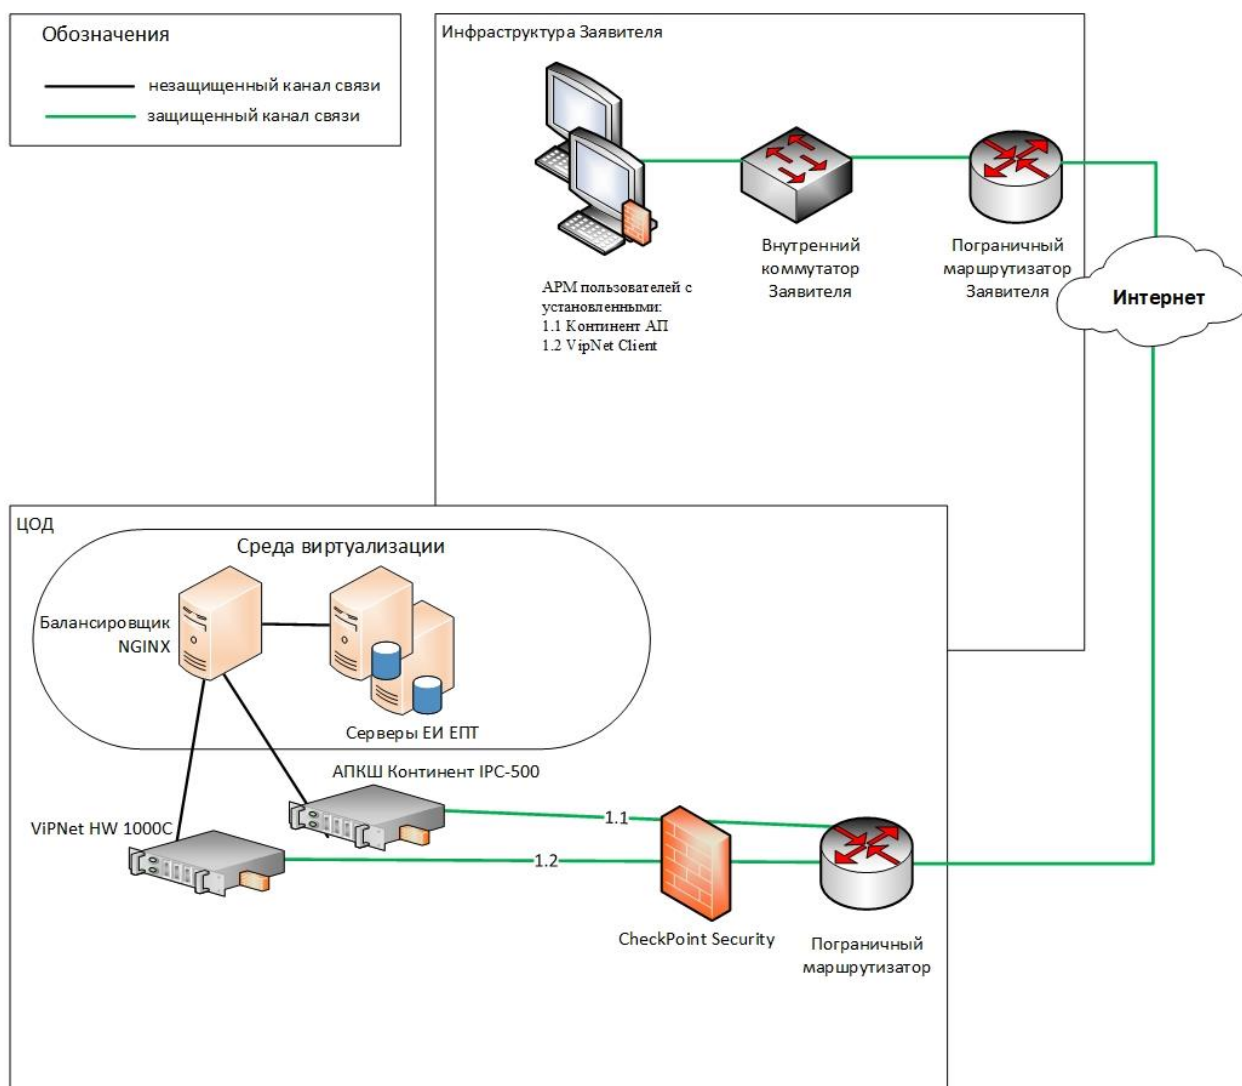 Обозначения
незащищенный канал связи
защищенный канал связи
Инфраструктура Заявителя
АРМ пользователей с
установленными:
1.1 Континент АП
1.2 VipNet Client
Внутренний
коммутатор
Заявителя
Пограничный
маршрутизатор
Заявителя
Интернет
ЦОД
Среда виртуализации
Балансировщик
NGINX
Серверы ЕИ ЕПТ
АПКШ Континент IPC-500
ViPNet HW 1000C
1.1
1.2
CheckPoint Security
Пограничный
маршрутизатор